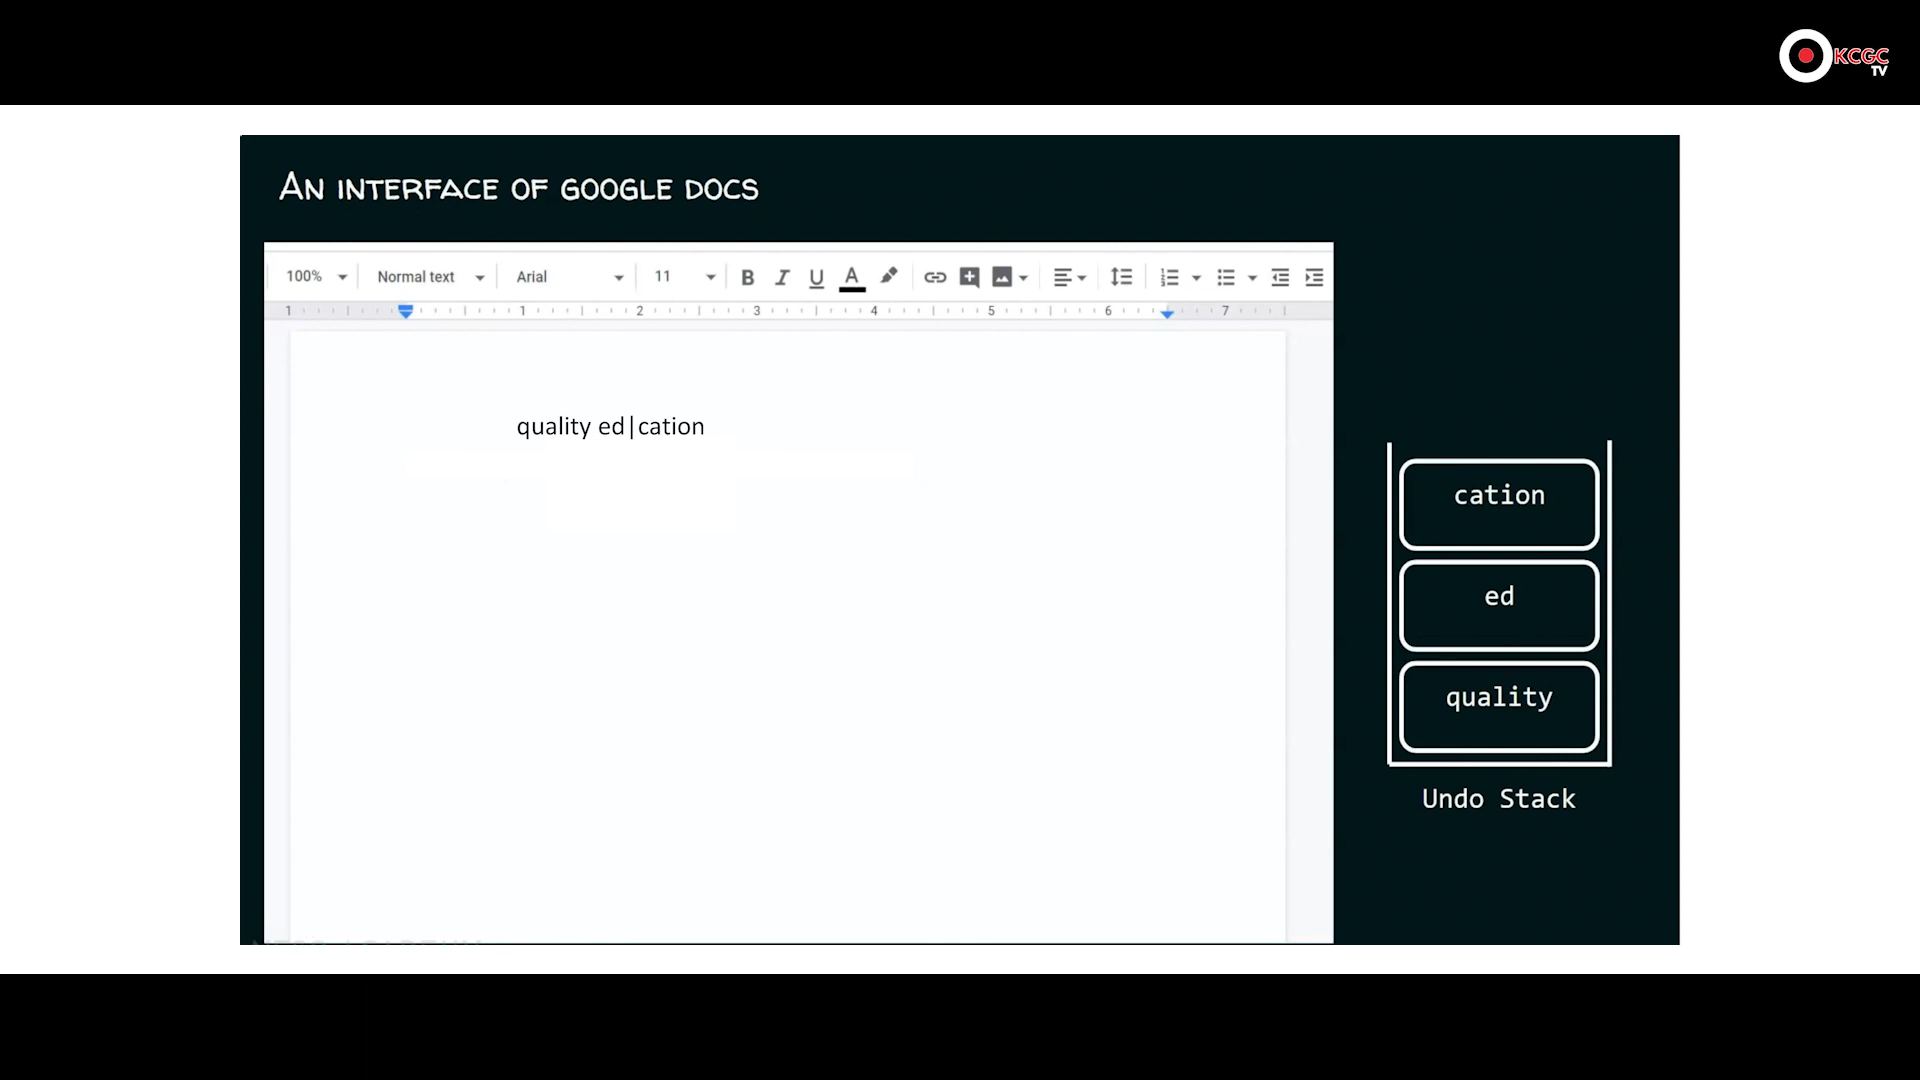 KCGC
TV
AN INTERFACE OF GOOGLE DOCS
100% Normal text Arial 11 B I U A
1 1 2 3 4 5 6 7
quality ed|cation
cation
ed
quality
Undo Stack